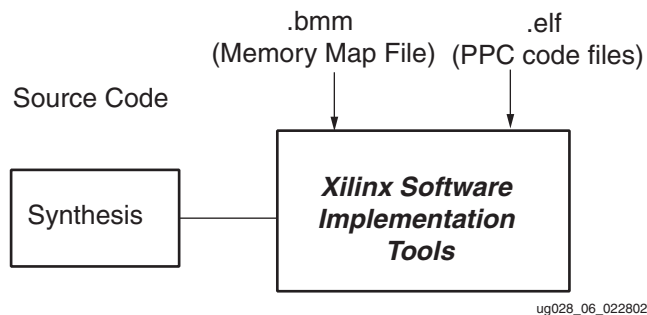 .bmm
(Memory Map File)
.elf
(PPC code files)
Source Code
Synthesis
Xilinx Software
Implementation
Tools
ug028_06_022802